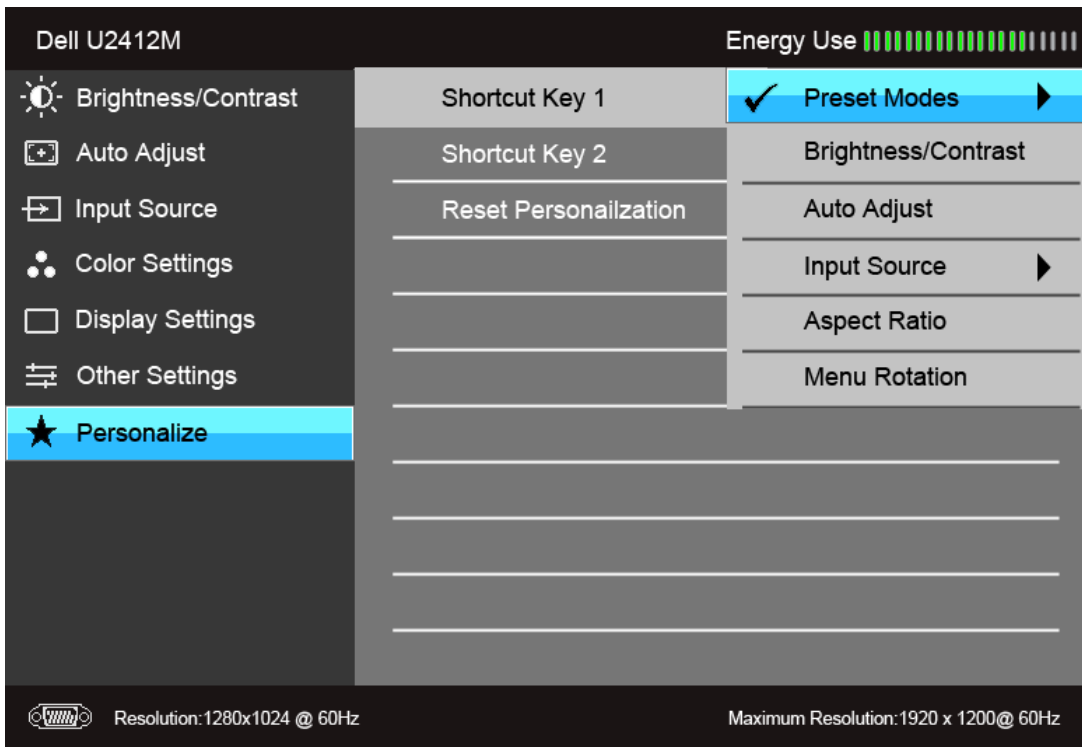 Dell U2412M
Energy Use
Brightness/Contrast
Auto Adjust
Input Source
Color Settings
Display Settings
Other Settings
Personalize
Shortcut Key 1
Shortcut Key 2
Reset Personailzation
Preset Modes
Brightness/Contrast
Auto Adjust
Input Source
Aspect Ratio
Menu Rotation
Resolution:1280x1024 @ 60Hz
Maximum Resolution:1920 x 1200@ 60Hz